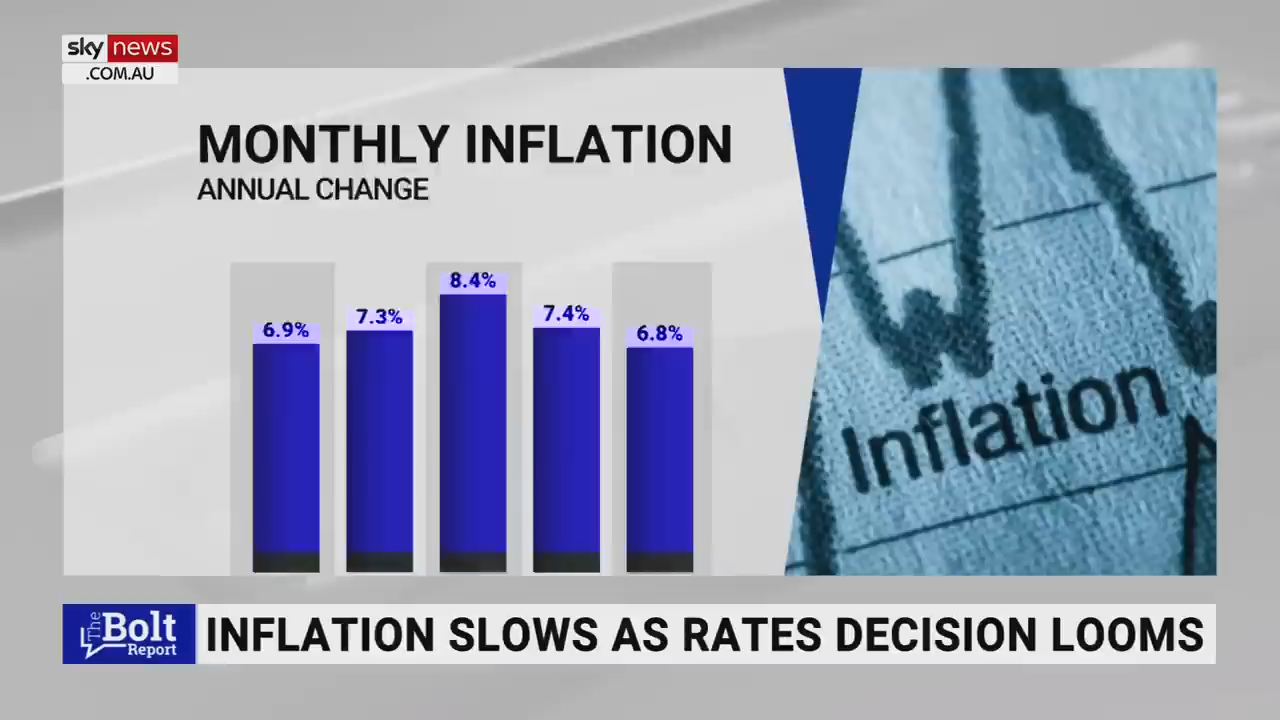 sky news
.COM.AU
MONTHLY INFLATION
ANNUAL CHANGE
6.9%
7.3%
8.4%
7.4%
6.8%
Inflation
The Bolt Report
INFLATION SLOWS AS RATES DECISION LOOMS